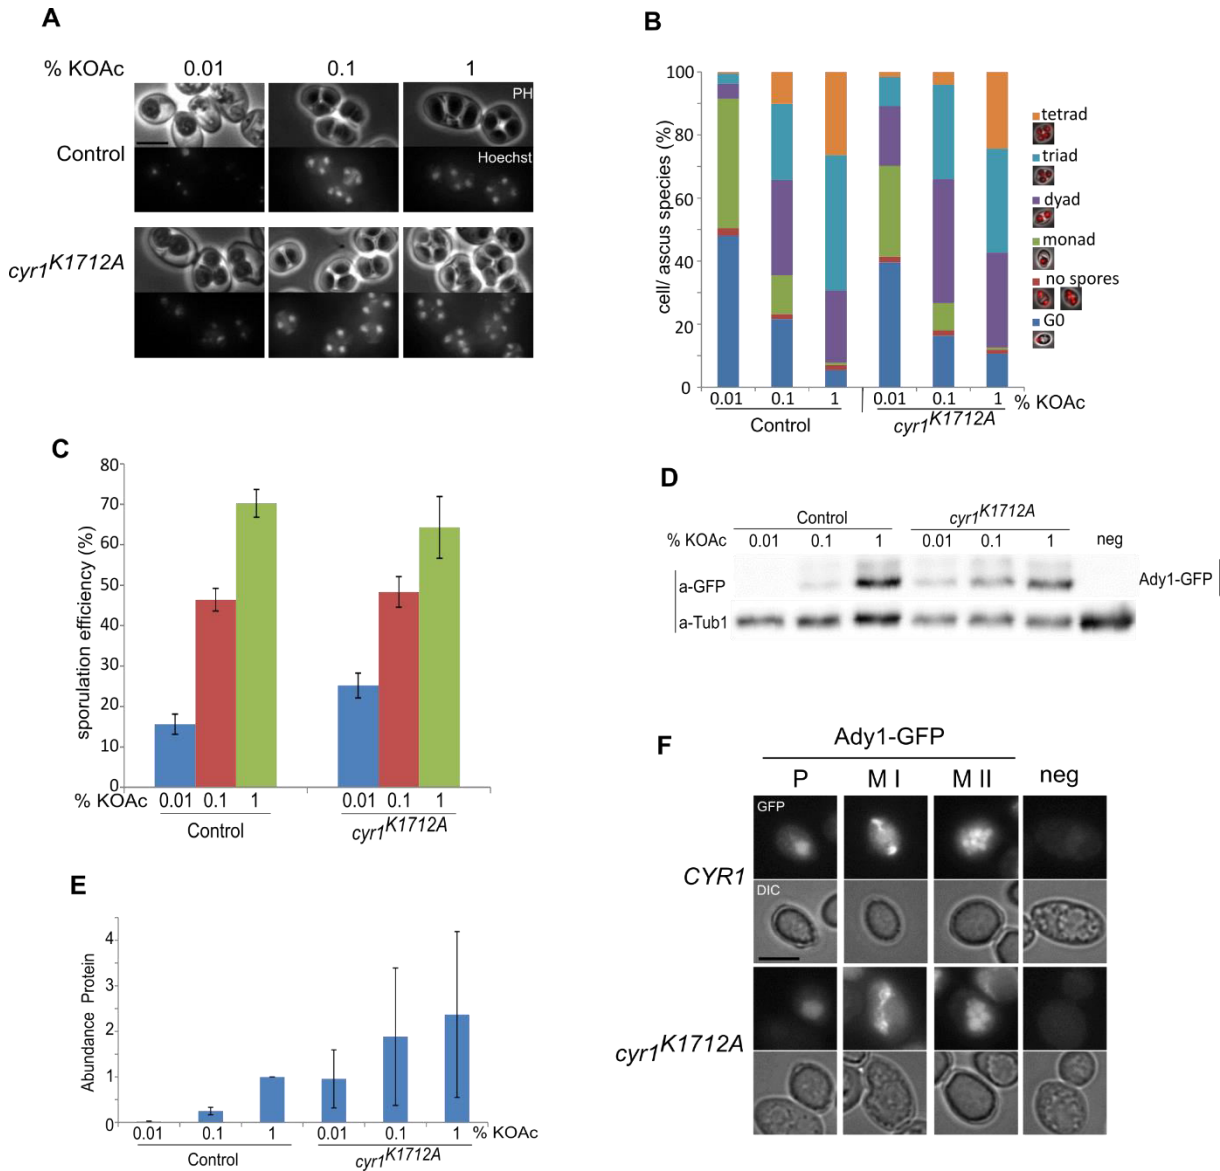 A
% KOAc 0.01 0.1 1
PH
Control
Hoechst
cyr1K1712A
B
cell/ ascus species (%)
100
80
60
40
20
0
0.01 0.1 1 0.01 0.1 1 % KOAc
Control cyr1K1712A
tetrad
triad
dyad
monad
no spores
G0
C
sporulation efficiency (%)
80
70
60
50
40
30
20
10
0
% KOAc 0.01 0.1 1 0.01 0.1 1
Control cyr1K1712A
D
Control cyr1K1712A
% KOAc 0.01 0.1 1 0.01 0.1 1 neg
a-GFP Ady1-GFP
a-Tub1
E
Abundance Protein
4
3
2
1
0
0.01 0.1 1 0.01 0.1 1 % KOAc
Control cyr1K1712A
F
Ady1-GFP
P M I M II neg
GFP
CYR1
DIC
cyr1K1712A